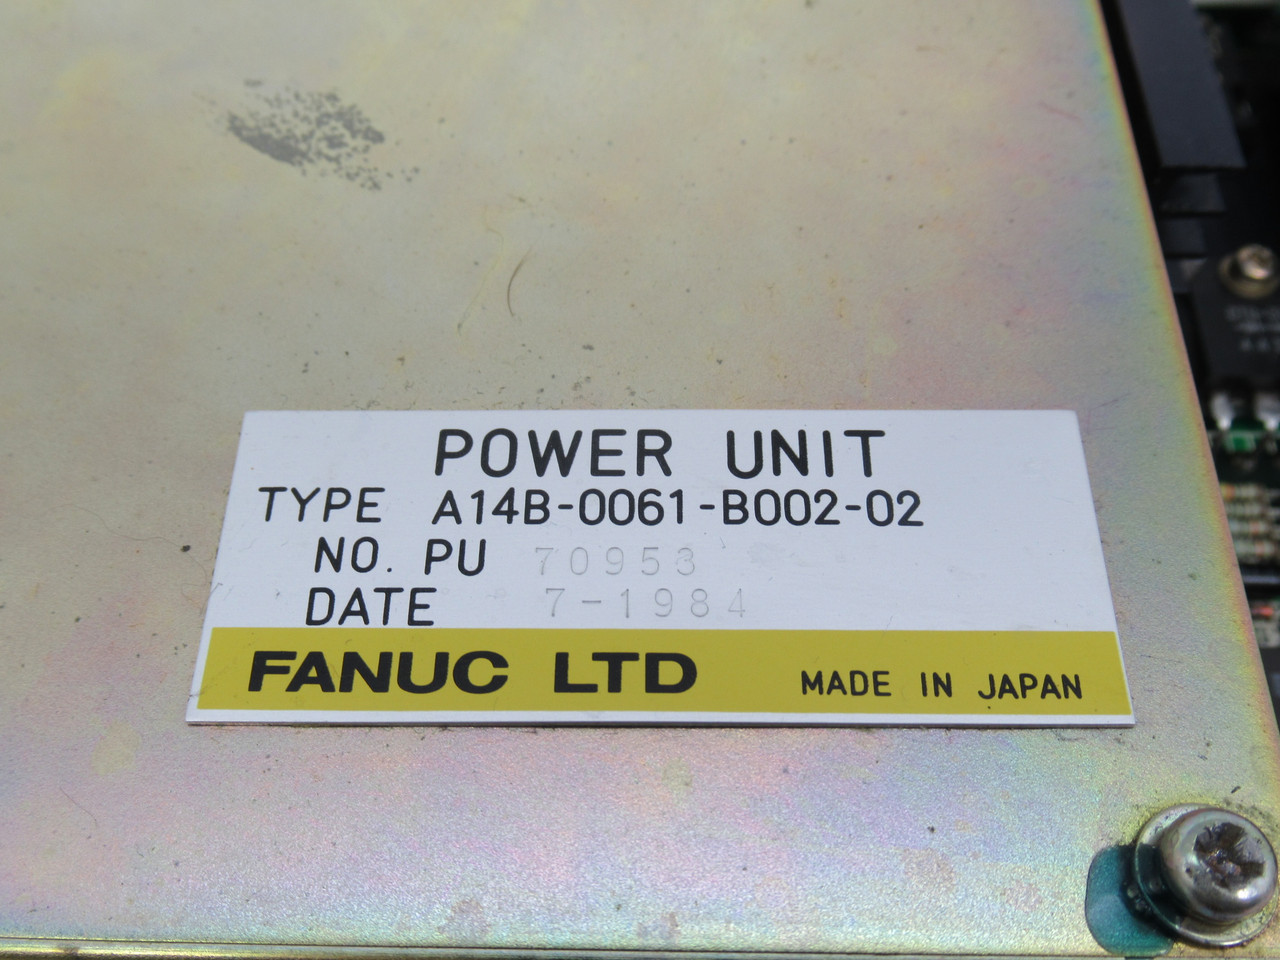 POWER UNIT
TYPE A14B-0061-B002-02
NO. PU 70953
DATE 7-1984
FANUC LTD MADE IN JAPAN